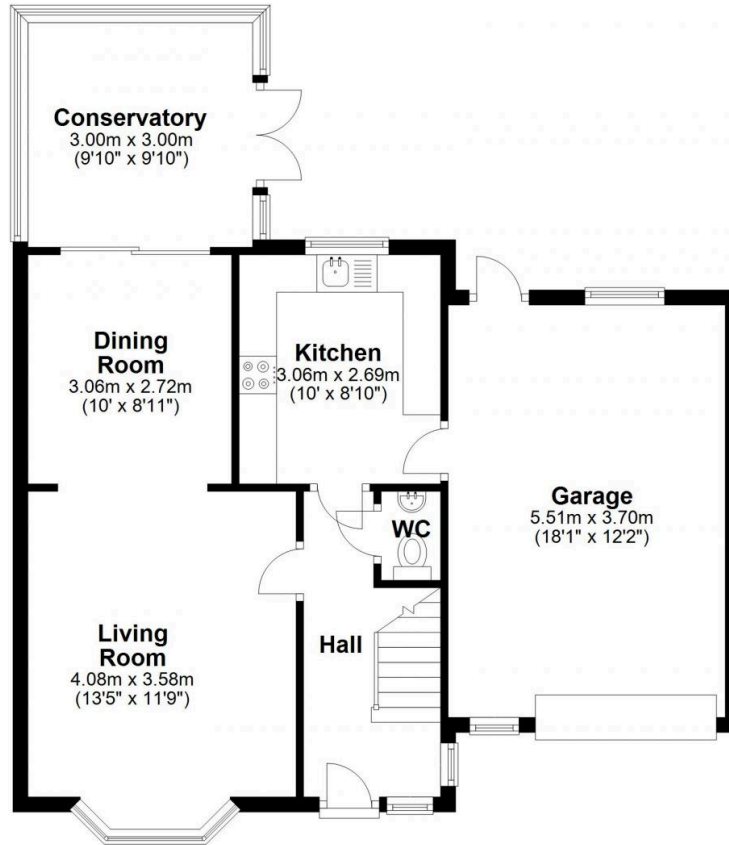 Conservatory
3.00m x 3.00m
(9'10" x 9'10")
Dining
Room
3.06m x 2.72m
(10' x 8'11")
Kitchen
3.06m x 2.69m
(10' x 8'10")
WC
Garage
5.51m x 3.70m
(18'1" x 12'2")
Hall
Living
Room
4.08m x 3.58m
(13'5" x 11'9")